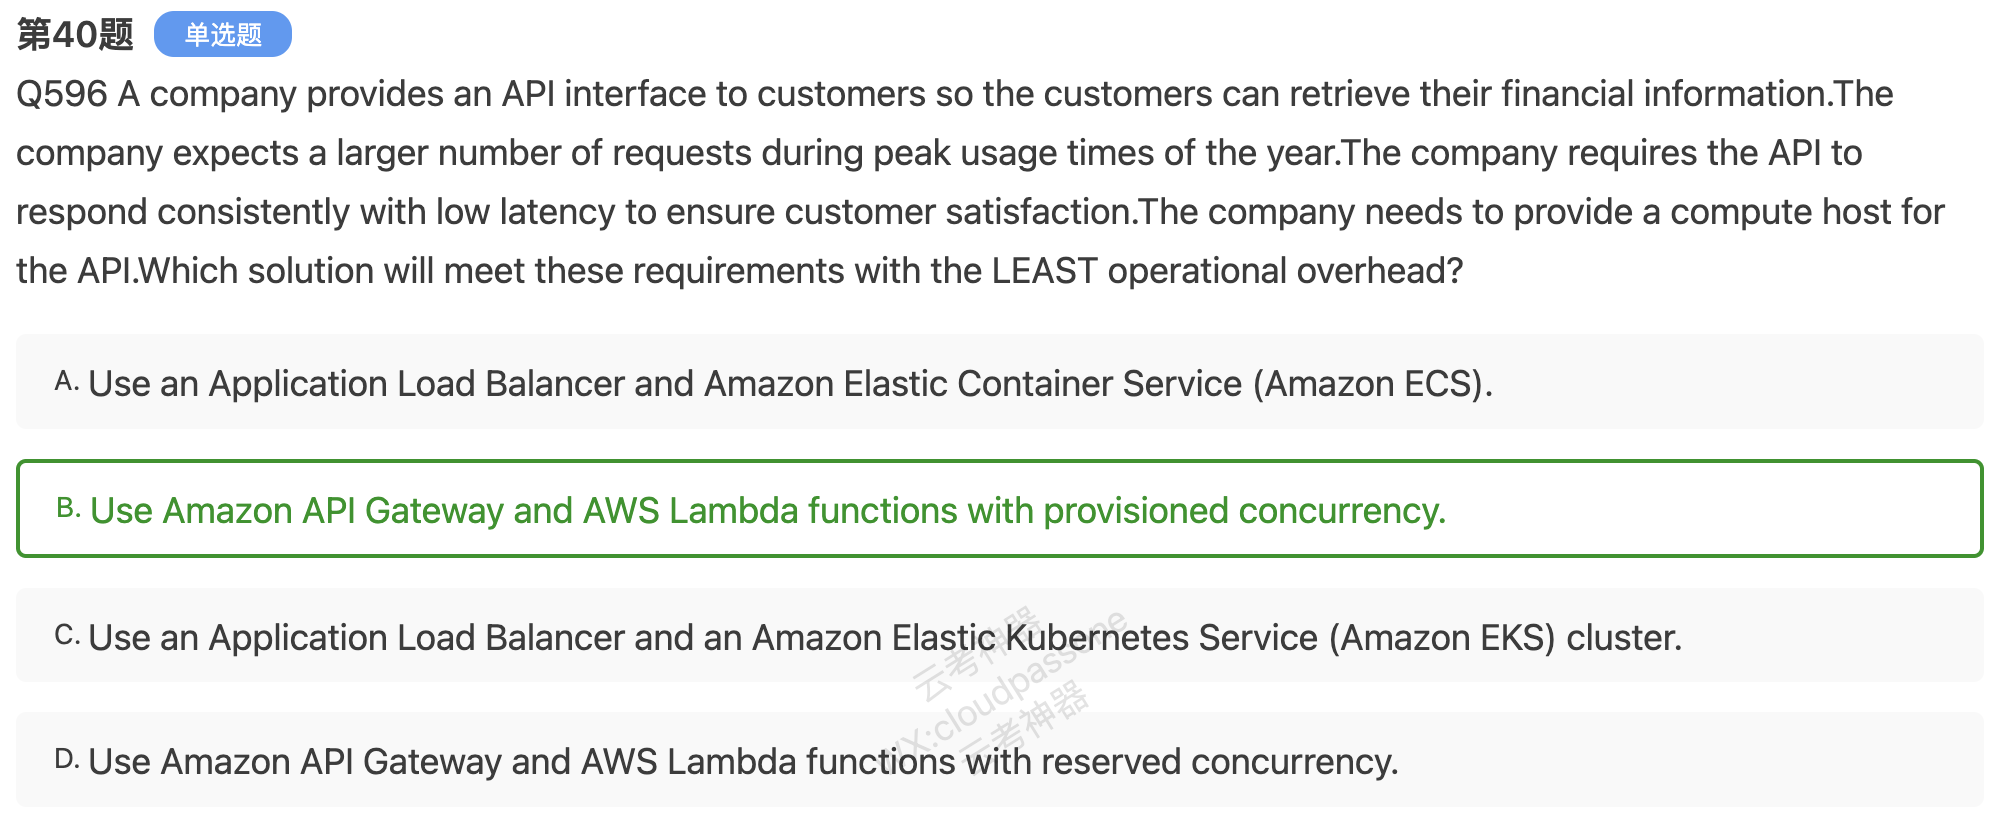 第40题 单选题
Q596 A company provides an API interface to customers so the customers can retrieve their financial information.The
company expects a larger number of requests during peak usage times of the year.The company requires the API to
respond consistently with low latency to ensure customer satisfaction.The company needs to provide a compute host for
the API.Which solution will meet these requirements with the LEAST operational overhead?
A. Use an Application Load Balancer and Amazon Elastic Container Service (Amazon ECS).
B. Use Amazon API Gateway and AWS Lambda functions with provisioned concurrency.
C. Use an Application Load Balancer and an Amazon Elastic Kubernetes Service (Amazon EKS) cluster.
D. Use Amazon API Gateway and AWS Lambda functions with reserved concurrency.
云考神器
云考神器